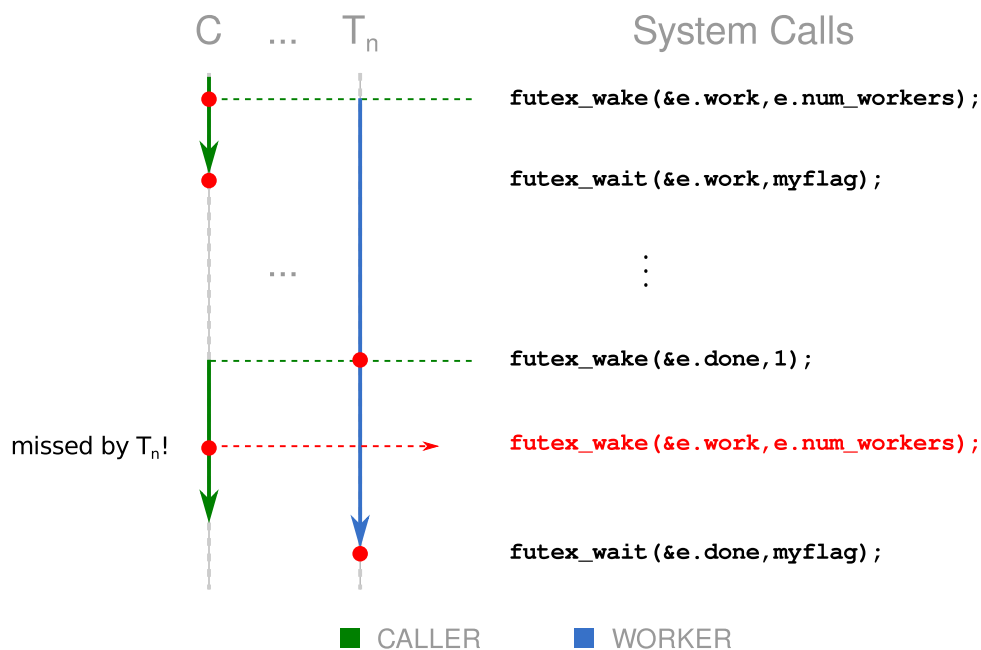 C ... Tn System Calls
futex_wake(&e.work,e.num_workers);
futex_wait(&e.work,myflag);
...
⋮
futex_wake(&e.done,1);
missed by Tn! futex_wake(&e.work,e.num_workers);
futex_wait(&e.done,myflag);
CALLER WORKER